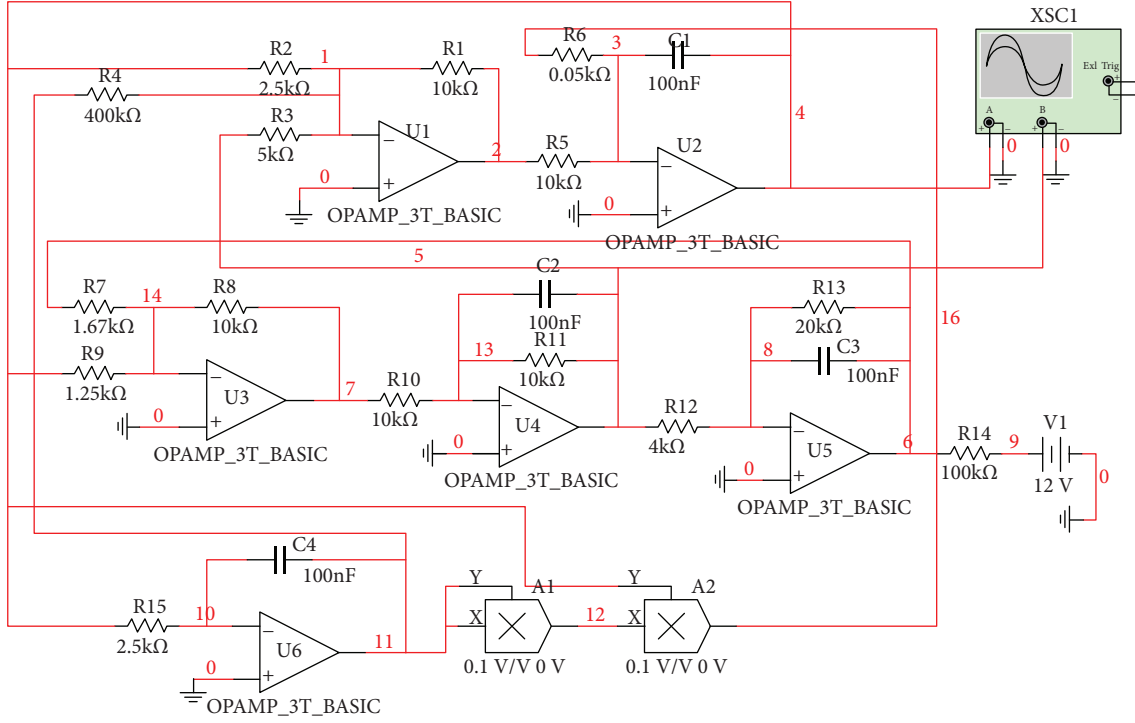 XSC1
Ext Trig
+
−
A
B
+ −
+ −
0
0
R6
0.05kΩ
3
C1
100nF
R2
2.5kΩ
1
R1
10kΩ
R4
400kΩ
R3
5kΩ
4
−
+
U1
0
2
OPAMP_3T_BASIC
R5
10kΩ
−
+
U2
0
OPAMP_3T_BASIC
5
C2
100nF
R7
1.67kΩ
14
R8
10kΩ
R13
20kΩ
16
R9
1.25kΩ
13
R11
10kΩ
8
C3
100nF
−
+
U3
0
7
OPAMP_3T_BASIC
R10
10kΩ
−
+
U4
0
OPAMP_3T_BASIC
R12
4kΩ
−
+
U5
0
6
OPAMP_3T_BASIC
R14
100kΩ
9
V1
12 V
0
C4
100nF
R15
2.5kΩ
10
−
+
U6
0
11
OPAMP_3T_BASIC
Y
X
A1
0.1 V/V 0 V
12
Y
X
A2
0.1 V/V 0 V